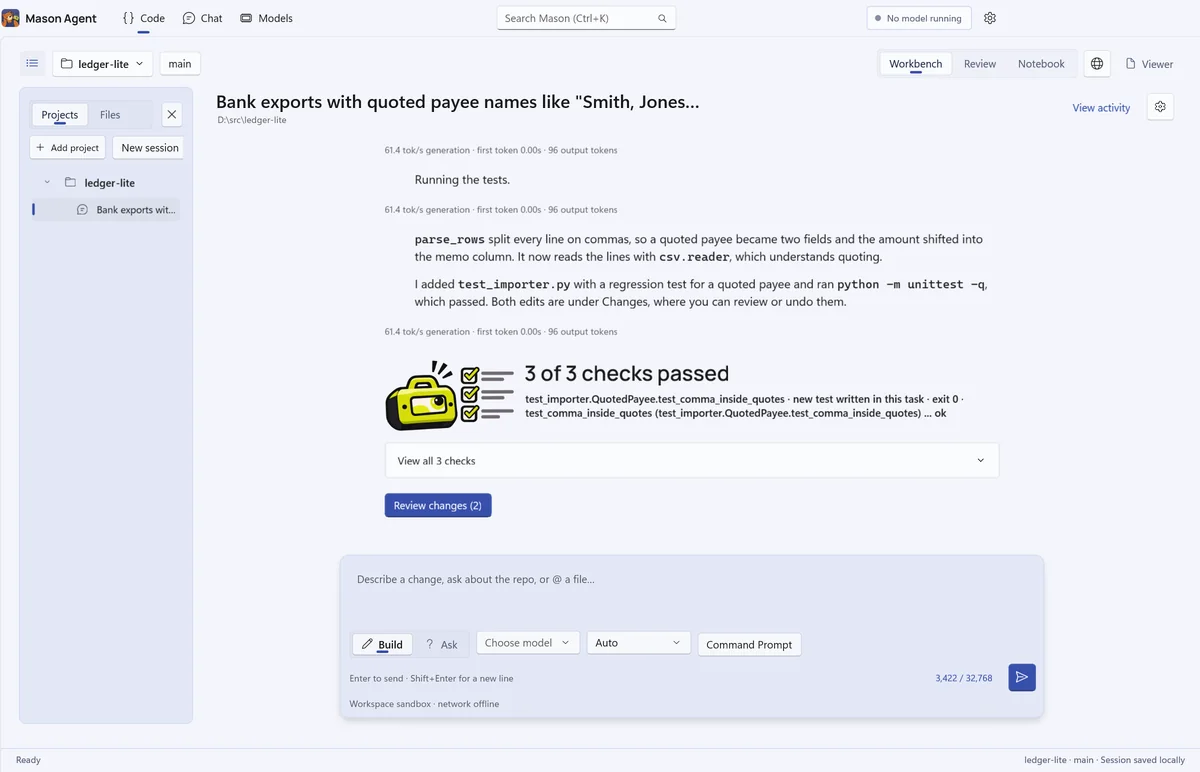 Mason Agent
{ } Code
Chat
Models
Search Mason (Ctrl+K)
No model running
ledger-lite
main
Workbench
Review
Notebook
Viewer
Projects
Files
Add project
New session
ledger-lite
Bank exports wit...
Bank exports with quoted payee names like "Smith, Jones...
D:\src\ledger-lite
View activity
61.4 tok/s generation · first token 0.00s · 96 output tokens
Running the tests.
61.4 tok/s generation · first token 0.00s · 96 output tokens
parse_rows split every line on commas, so a quoted payee became two fields and the amount shifted into
the memo column. It now reads the lines with csv.reader, which understands quoting.
I added test_importer.py with a regression test for a quoted payee and ran python -m unittest -q,
which passed. Both edits are under Changes, where you can review or undo them.
61.4 tok/s generation · first token 0.00s · 96 output tokens
3 of 3 checks passed
test_importer.QuotedPayee.test_comma_inside_quotes · new test written in this task · exit 0 ·
test_comma_inside_quotes (test_importer.QuotedPayee.test_comma_inside_quotes) ... ok
View all 3 checks
Review changes (2)
Describe a change, ask about the repo, or @ a file...
Build
? Ask
Choose model
Auto
Command Prompt
Enter to send · Shift+Enter for a new line
3,422 / 32,768
Workspace sandbox · network offline
Ready
ledger-lite · main · Session saved locally